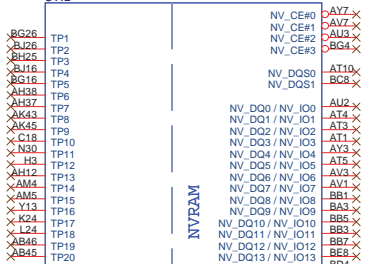 NV_CE#0 AY7
NV_CE#1 AV7
BG26 TP1 NV_CE#2 AU3
BJ26 TP2 NV_CE#3 BG4
BH25 TP3
BJ16 TP4 NV_DQS0 AT10
BG16 TP5 NV_DQS1 BC8
AH38 TP6
AH37 TP7 NV_DQ0 / NV_IO0 AU2
AK43 TP8 NV_DQ1 / NV_IO1 AT4
AK45 TP9 NV_DQ2 / NV_IO2 AT3
C18 TP10 NV_DQ3 / NV_IO3 AT1
N30 TP11 NV_DQ4 / NV_IO4 AY3
H3 TP12 NV_DQ5 / NV_IO5 AT5
AH12 TP13 NV_DQ6 / NV_IO6 AV3
AM4 TP14 NV_DQ7 / NV_IO7 AV1
AM5 TP15 NV_DQ8 / NV_IO8 BB1
Y13 TP16 NV_DQ9 / NV_IO9 BA3
K24 TP17 NV_DQ10 / NV_IO10 BB5
L24 TP18 NV_DQ11 / NV_IO11 BB3
AB46 TP19 NV_DQ12 / NV_IO12 BB7
AB45 TP20 NV_DQ13 / NV_IO13 BE8
NVRAM